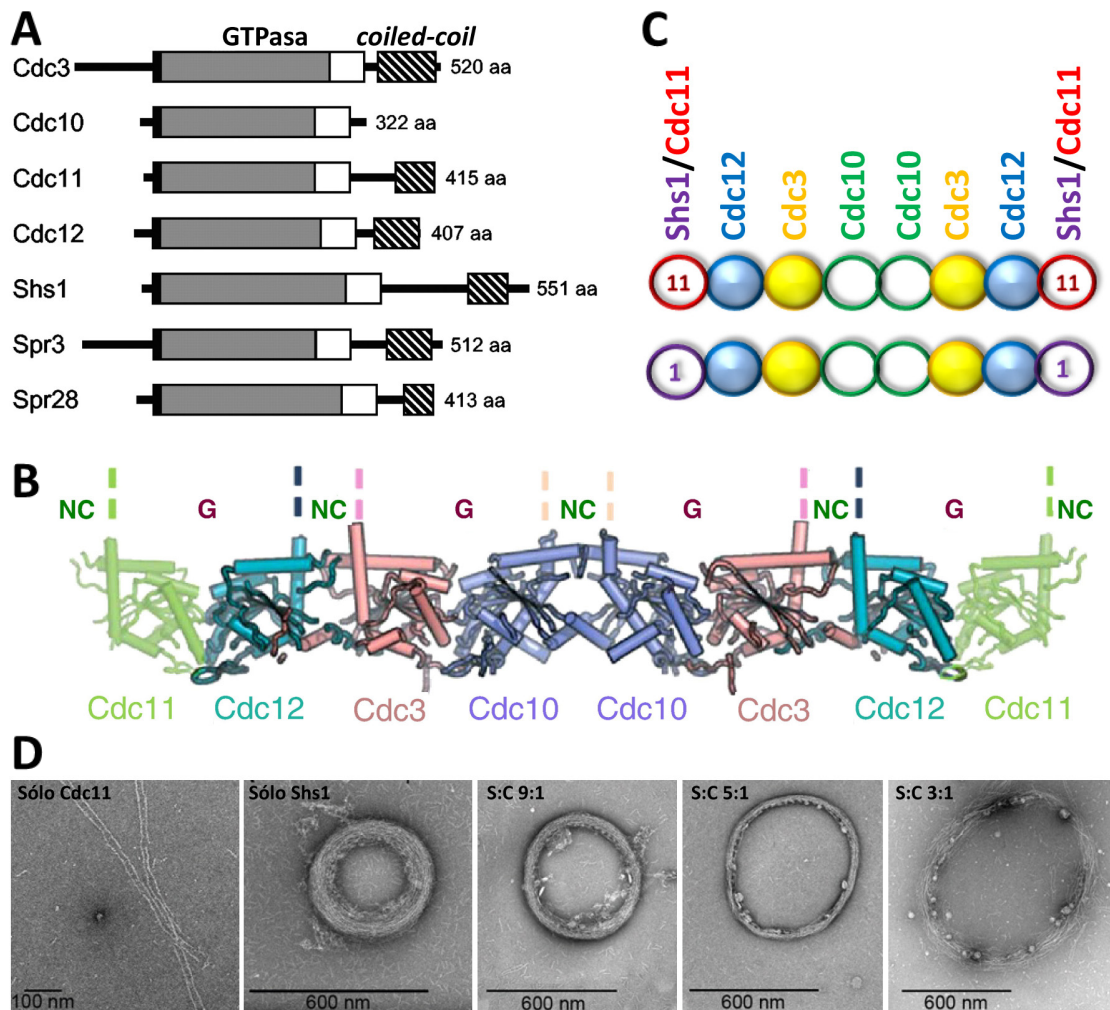 A
GTPasa coiled-coil
Cdc3 520 aa
Cdc10 322 aa
Cdc11 415 aa
Cdc12 407 aa
Shs1 551 aa
Spr3 512 aa
Spr28 413 aa
C
Shs1/Cdc11 Cdc12 Cdc3 Cdc10 Cdc10 Cdc3 Cdc12 Shs1/Cdc11
11 11
1 1
B
NC G NC G NC G NC G NC
Cdc11 Cdc12 Cdc3 Cdc10 Cdc10 Cdc3 Cdc12 Cdc11
D
Sólo Cdc11 Sólo Shs1 S:C 9:1 S:C 5:1 S:C 3:1
100 nm 600 nm 600 nm 600 nm 600 nm